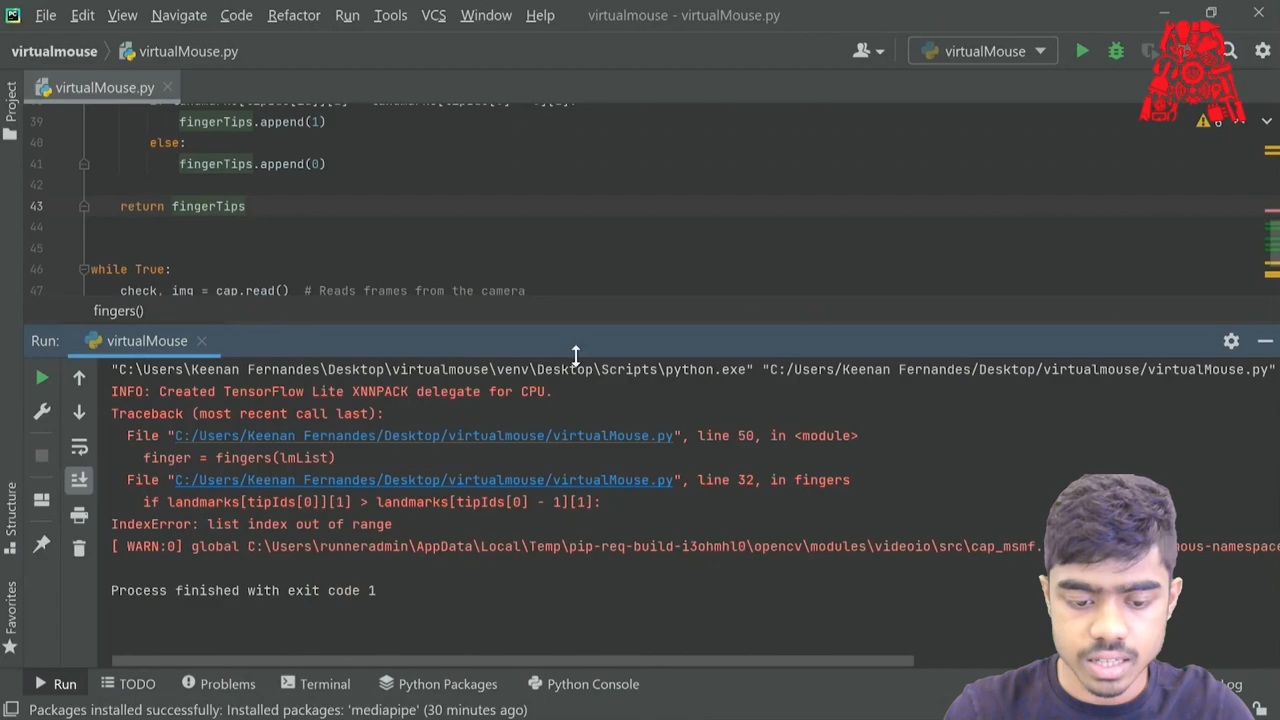 File Edit View Navigate Code Refactor Run Tools VCS Window Help virtualmouse - virtualMouse.py
virtualmouse virtualMouse.py virtualMouse
Project
virtualMouse.py
6
39 fingerTips.append(1)
40 else:
41 fingerTips.append(0)
42
43 return fingerTips
44
45
46 while True:
47 check, img = cap.read() # Reads frames from the camera
fingers()
Run: virtualMouse
"C:\Users\Keenan Fernandes\Desktop\virtualmouse\venv\Desktop\Scripts\python.exe" "C:/Users/Keenan Fernandes/Desktop/virtualmouse/virtualMouse.py"
INFO: Created TensorFlow Lite XNNPACK delegate for CPU.
Traceback (most recent call last):
File "C:/Users/Keenan Fernandes/Desktop/virtualmouse/virtualMouse.py", line 50, in <module>
finger = fingers(lmList)
File "C:/Users/Keenan Fernandes/Desktop/virtualmouse/virtualMouse.py", line 32, in fingers
if landmarks[tipIds[0]][1] > landmarks[tipIds[0] - 1][1]:
IndexError: list index out of range
[ WARN:0] global C:\Users\runneradmin\AppData\Local\Temp\pip-req-build-i3ohmhl0\opencv\modules\videoio\src\cap_msmf.
Process finished with exit code 1
Structure
Favorites
Run TODO Problems Terminal Python Packages Python Console
Packages installed successfully: Installed packages: 'mediapipe' (30 minutes ago)